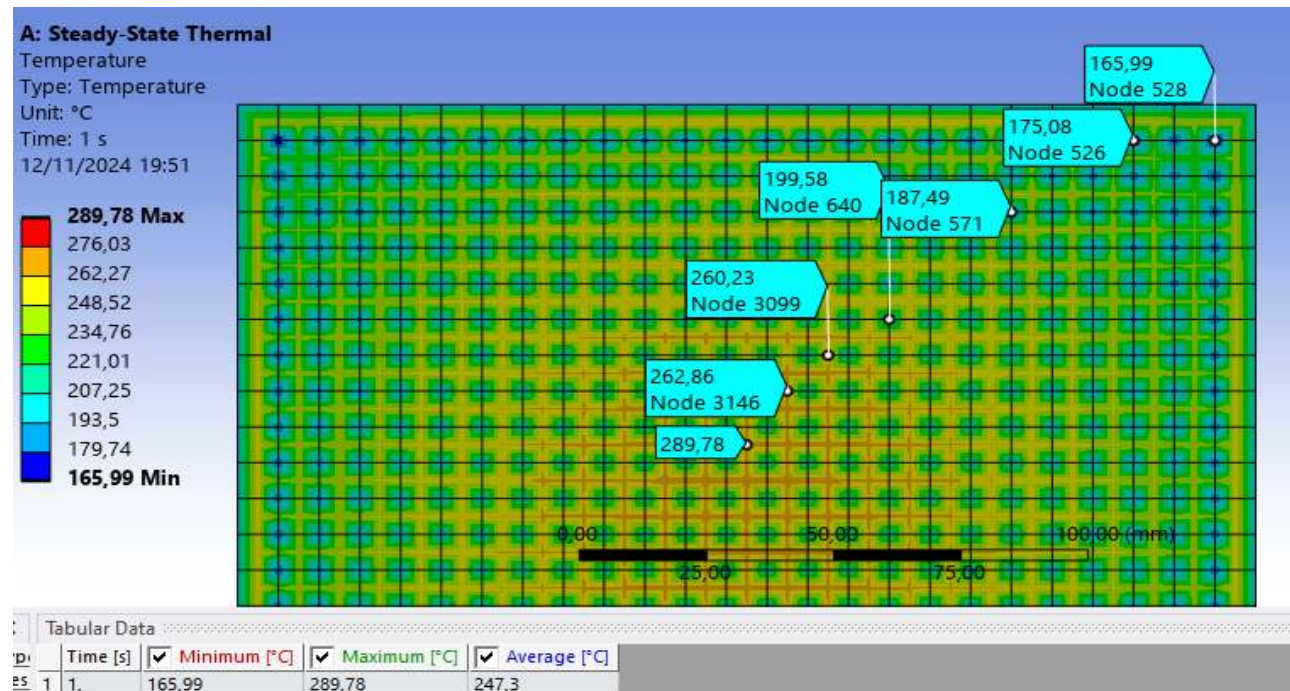 A: Steady-State Thermal
Temperature
Type: Temperature
Unit: °C
Time: 1 s
12/11/2024 19:51
289,78 Max
276,03
262,27
248,52
234,76
221,01
207,25
193,5
179,74
165,99 Min
165,99
Node 528
175,08
Node 526
199,58
Node 640
187,49
Node 571
260,23
Node 3099
262,86
Node 3146
289,78
0,00 50,00 100,00 (mm)
25,00 75,00
Tabular Data
Time [s] Minimum [°C] Maximum [°C] Average [°C]
1 1, 165,99 289,78 247,3